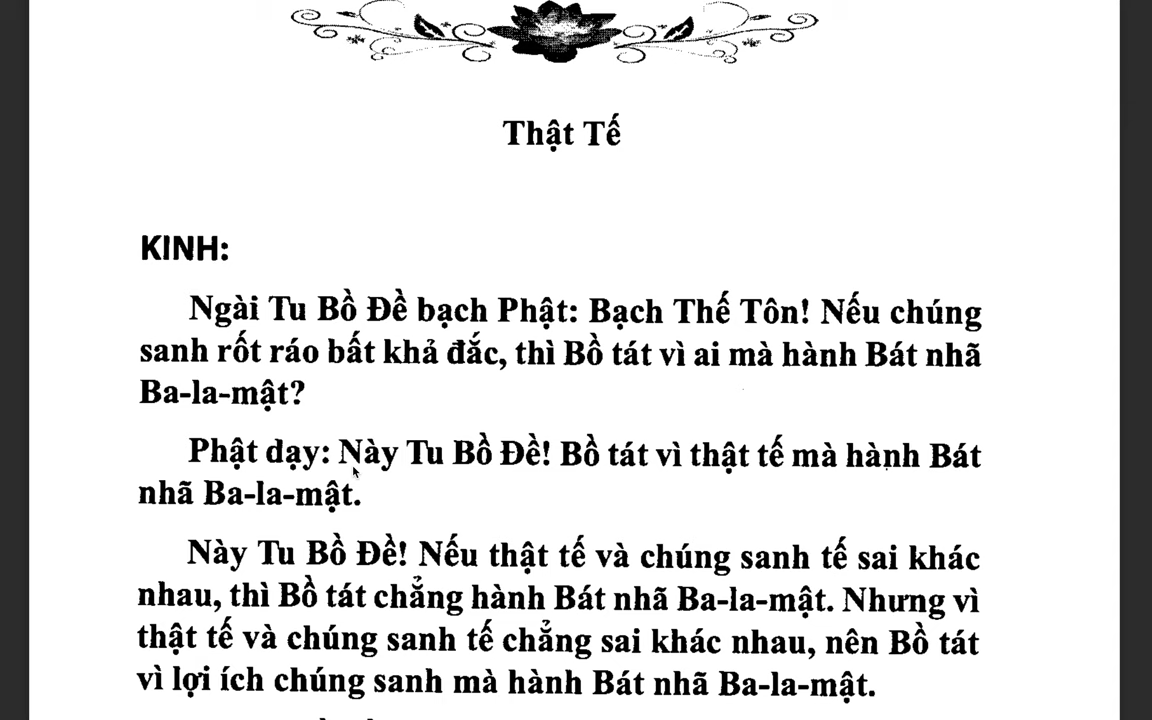 Thật Tế
KINH:
Ngài Tu Bồ Đề bạch Phật: Bạch Thế Tôn! Nếu chúng
sanh rốt ráo bất khả đắc, thì Bồ tát vì ai mà hành Bát nhã
Ba-la-mật?
Phật dạy: Này Tu Bồ Đề! Bồ tát vì thật tế mà hành Bát
nhã Ba-la-mật.
Này Tu Bồ Đề! Nếu thật tế và chúng sanh tế sai khác
nhau, thì Bồ tát chẳng hành Bát nhã Ba-la-mật. Nhưng vì
thật tế và chúng sanh tế chẳng sai khác nhau, nên Bồ tát
vì lợi ích chúng sanh mà hành Bát nhã Ba-la-mật.